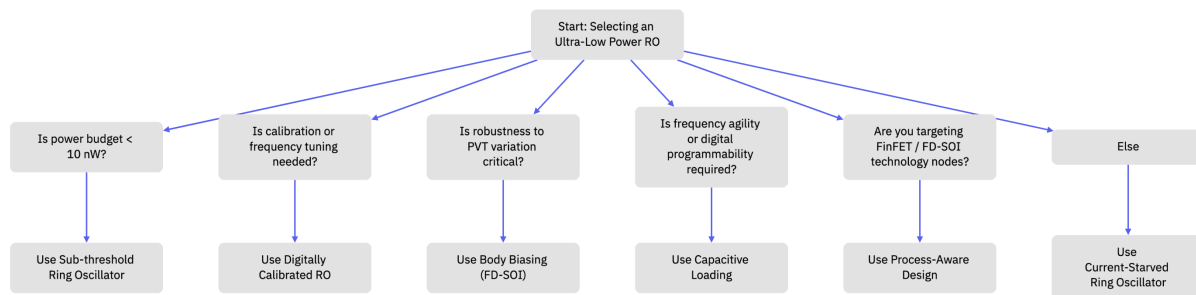 Start: Selecting an
Ultra-Low Power RO
Is power budget <
10 nW?
Is calibration or
frequency tuning
needed?
Is robustness to
PVT variation
critical?
Is frequency agility
or digital
programmability
required?
Are you targeting
FinFET / FD-SOI
technology nodes?
Else
Use Sub-threshold
Ring Oscillator
Use Digitally
Calibrated RO
Use Body Biasing
(FD-SOI)
Use Capacitive
Loading
Use Process-Aware
Design
Use
Current-Starved
Ring Oscillator